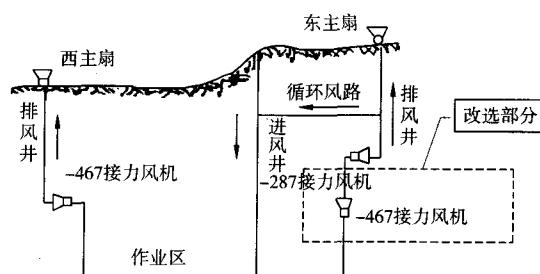 东主扇
西主扇
循环风路
排风井
排风井
改选部分
进风井
-467接力风机
-287接力风机
-467接力风机
作业区